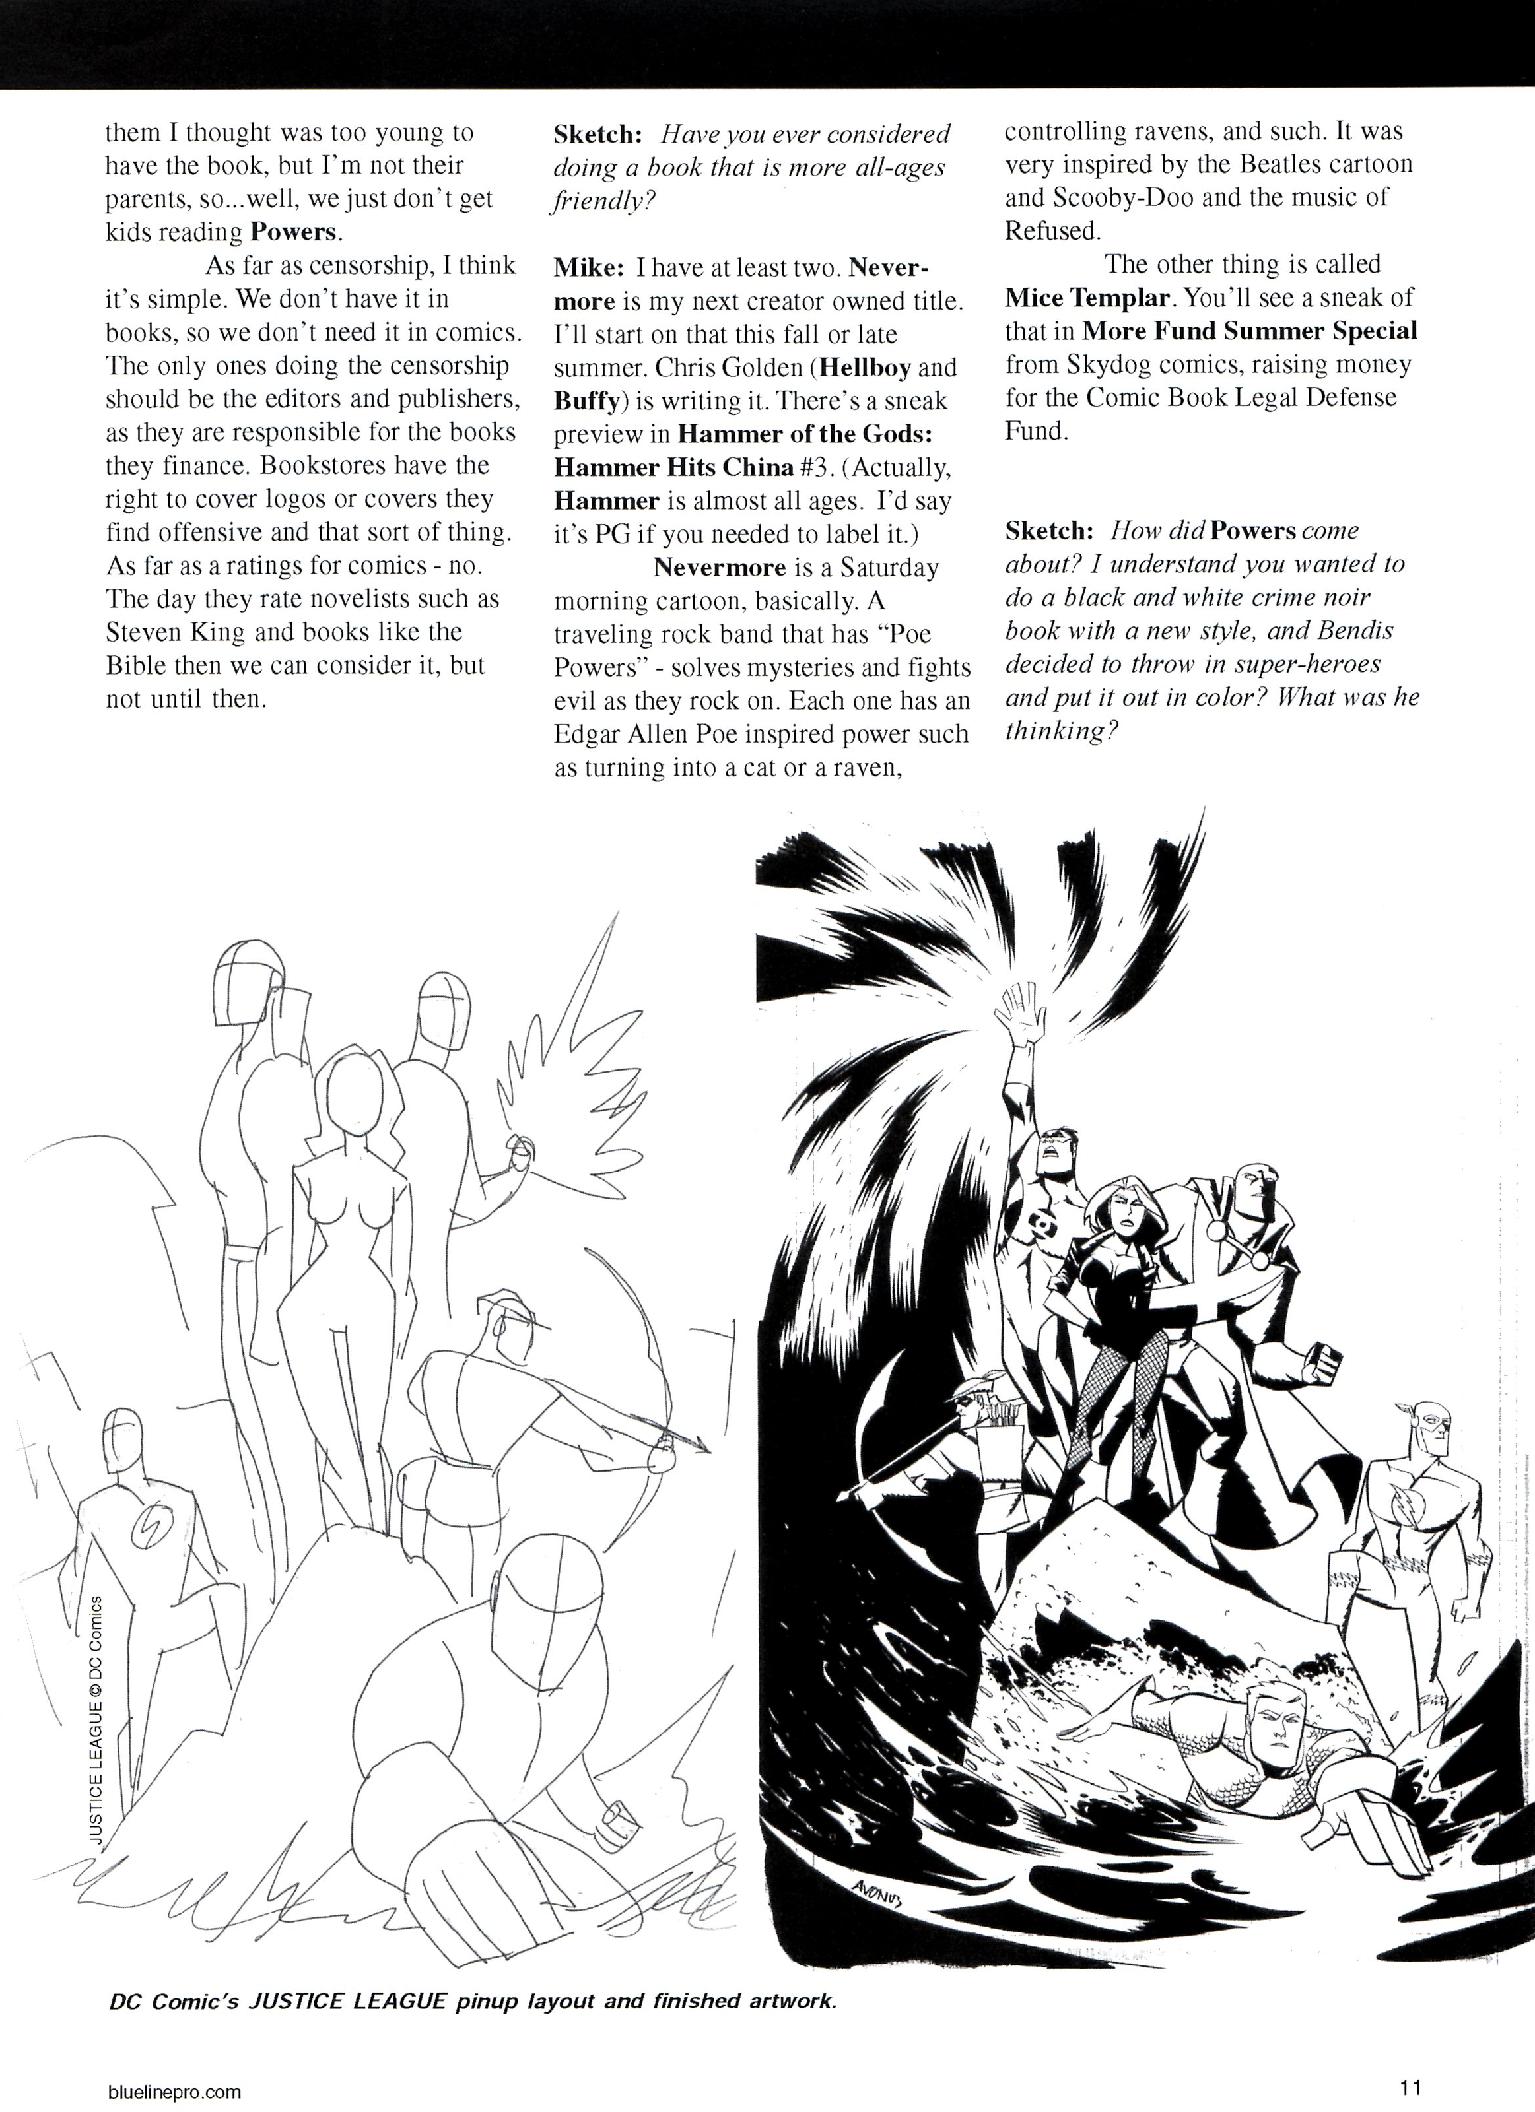 them I thought was too young to
have the book, but I'm not their
parents, so...well, we just don't get
kids reading Powers.
As far as censorship, I think
it's simple. We don't have it in
books, so we don't need it in comics.
The only ones doing the censorship
should be the editors and publishers,
as they are responsible for the books
they finance. Bookstores have the
right to cover logos or covers they
find offensive and that sort of thing.
As far as a ratings for comics - no.
The day they rate novelists such as
Steven King and books like the
Bible then we can consider it, but
not until then.
Sketch: Have you ever considered
doing a book that is more all-ages
friendly?
Mike: I have at least two. Never-
more is my next creator owned title.
I'll start on that this fall or late
summer. Chris Golden (Hellboy and
Buffy) is writing it. There's a sneak
preview in Hammer of the Gods:
Hammer Hits China #3. (Actually,
Hammer is almost all ages. I'd say
it's PG if you needed to label it.)
Nevermore is a Saturday
morning cartoon, basically. A
traveling rock band that has “Poe
Powers” - solves mysteries and fights
evil as they rock on. Each one has an
Edgar Allen Poe inspired power such
as turning into a cat or a raven,
controlling ravens, and such. It was
very inspired by the Beatles cartoon
and Scooby-Doo and the music of
Refused.
The other thing is called
Mice Templar. You'll see a sneak of
that in More Fund Summer Special
from Skydog comics, raising money
for the Comic Book Legal Defense
Fund.
Sketch: How did Powers come
about? I understand you wanted to
do a black and white crime noir
book with a new style, and Bendis
decided to throw in super-heroes
and put it out in color? What was he
thinking?
JUSTICE LEAGUE © DC Comics
AVON US
DC Comic's JUSTICE LEAGUE pinup layout and finished artwork.
bluelinepro.com
11